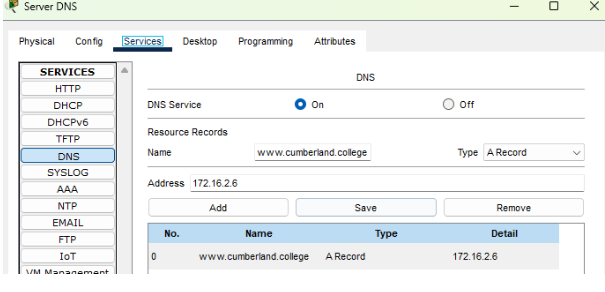 Server DNS
Physical Config Services Desktop Programming Attributes
SERVICES
HTTP
DHCP
DHCPv6
TFTP
DNS
SYSLOG
AAA
NTP
EMAIL
FTP
IoT
VM Management
DNS
DNS Service On Off
Resource Records
Name www.cumberland.college Type A Record
Address 172.16.2.6
Add Save Remove
No. Name Type Detail
0 www.cumberland.college A Record 172.16.2.6